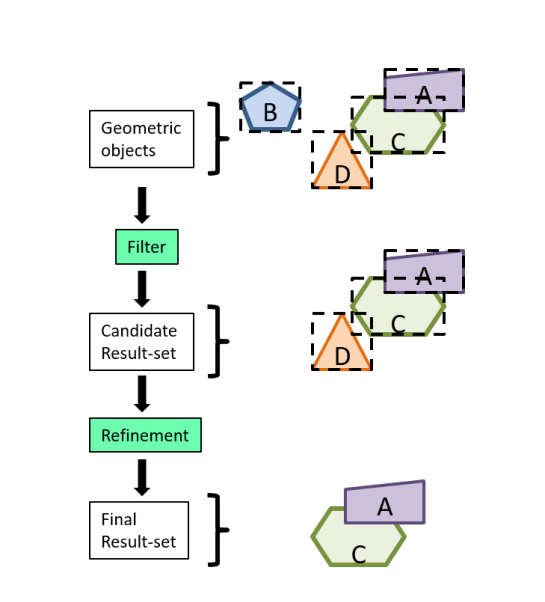 Geometric
objects
B
A
C
D
Filter
Candidate
Result-set
A
C
D
Refinement
Final
Result-set
A
C